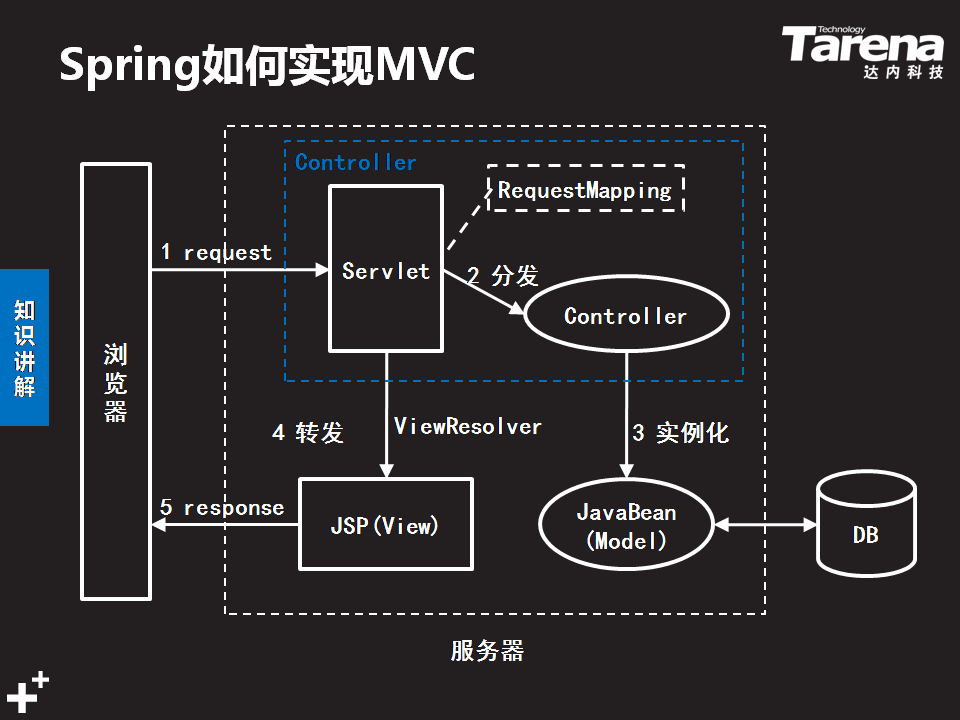 Spring如何实现MVC
Technology
Tarena
达内科技
Controller
RequestMapping
1 request
Servlet
2 分发
Controller
知识讲解
浏览器
4 转发
ViewResolver
3 实例化
5 response
JSP(View)
JavaBean
(Model)
DB
服务器